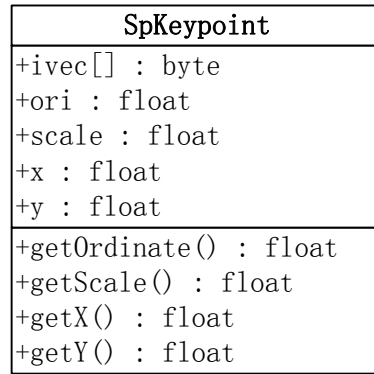 SpKeypoint
+ivec[] : byte
+ori : float
+scale : float
+x : float
+y : float
+getOrdinate() : float
+getScale() : float
+getX() : float
+getY() : float